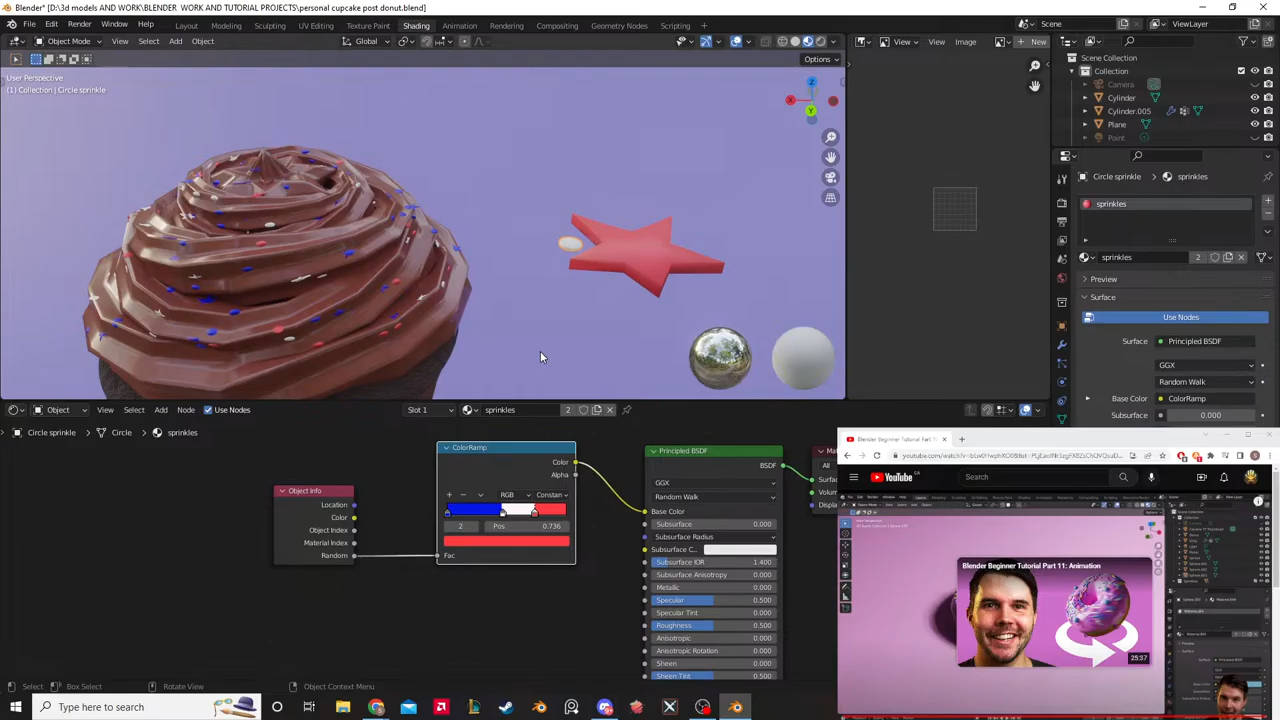 Blender* [D:\3d models AND WORK\BLENDER  WORK AND TUTORIAL PROJECTS\personal cupcake post donut.blend]
File Edit Render Window Help Layout Modeling Sculpting UV Editing Texture Paint Shading Animation Rendering Compositing Geometry Nodes Scripting Scene ViewLayer
Object Mode View Select Add Object Global View View Image New
Options
User Perspective
(1) Collection | Circle sprinkle
Z
X
Y
Scene Collection
Collection
Camera
Cylinder
Cylinder.005
Plane
Point
Circle sprinkle sprinkles
sprinkles
sprinkles 2
Preview
Surface
Use Nodes
Surface Principled BSDF
GGX
Random Walk
Base Color ColorRamp
Subsurface 0.000
Object View Select Add Node Use Nodes Slot 1 sprinkles 2
Circle sprinkle Circle sprinkles
Object Info
Location
Color
Object Index
Material Index
Random
ColorRamp
Color
Alpha
RGB Constan
2 Pos 0.736
Fac
Principled BSDF
BSDF
GGX
Random Walk
Base Color
Subsurface 0.000
Subsurface Radius
Subsurface C...
Subsurface IOR 1.400
Subsurface Anisotropy 0.000
Metallic 0.000
Specular 0.500
Specular Tint 0.000
Roughness 0.500
Anisotropic 0.000
Anisotropic Rotation 0.000
Sheen 0.000
Sheen Tint 0.500
All
Blender Beginner Tutorial Part 1
YouTube CA
Search
Blender Beginner Tutorial Part 11: Animation
25:37
Select Box Select Rotate View Object Context Menu
Type here to search